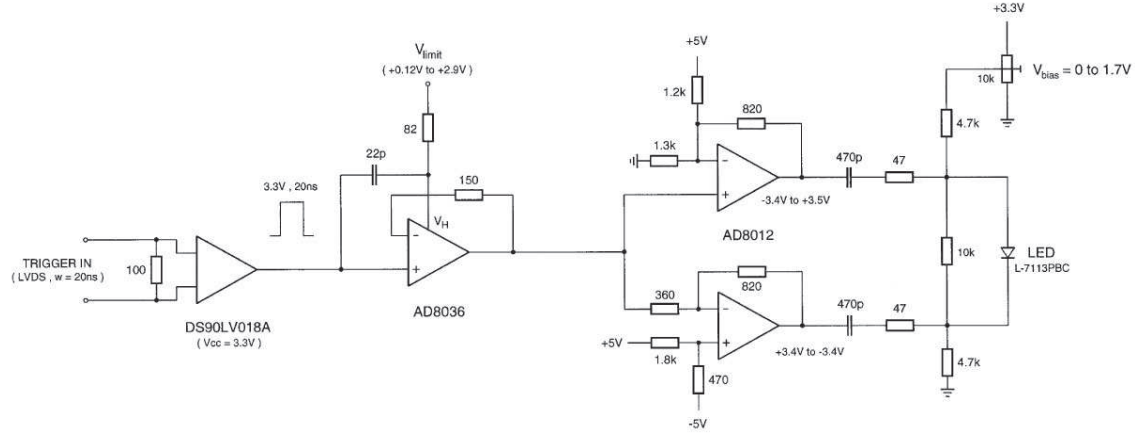 +3.3V
10k
V_bias = 0 to 1.7V
+5V
V_limit
( +0.12V to +2.9V )
1.2k
820
4.7k
82
1.3k
22p
470p
47
3.3V , 20ns
150
-
+
-3.4V to +3.5V
V_H
AD8012
-
+
10k
LED
L-7113PBC
TRIGGER IN
( LVDS , w = 20ns )
100
820
AD8036
360
470p
47
-
+
DS90LV018A
( Vcc = 3.3V )
+5V
1.8k
+3.4V to -3.4V
4.7k
470
-5V